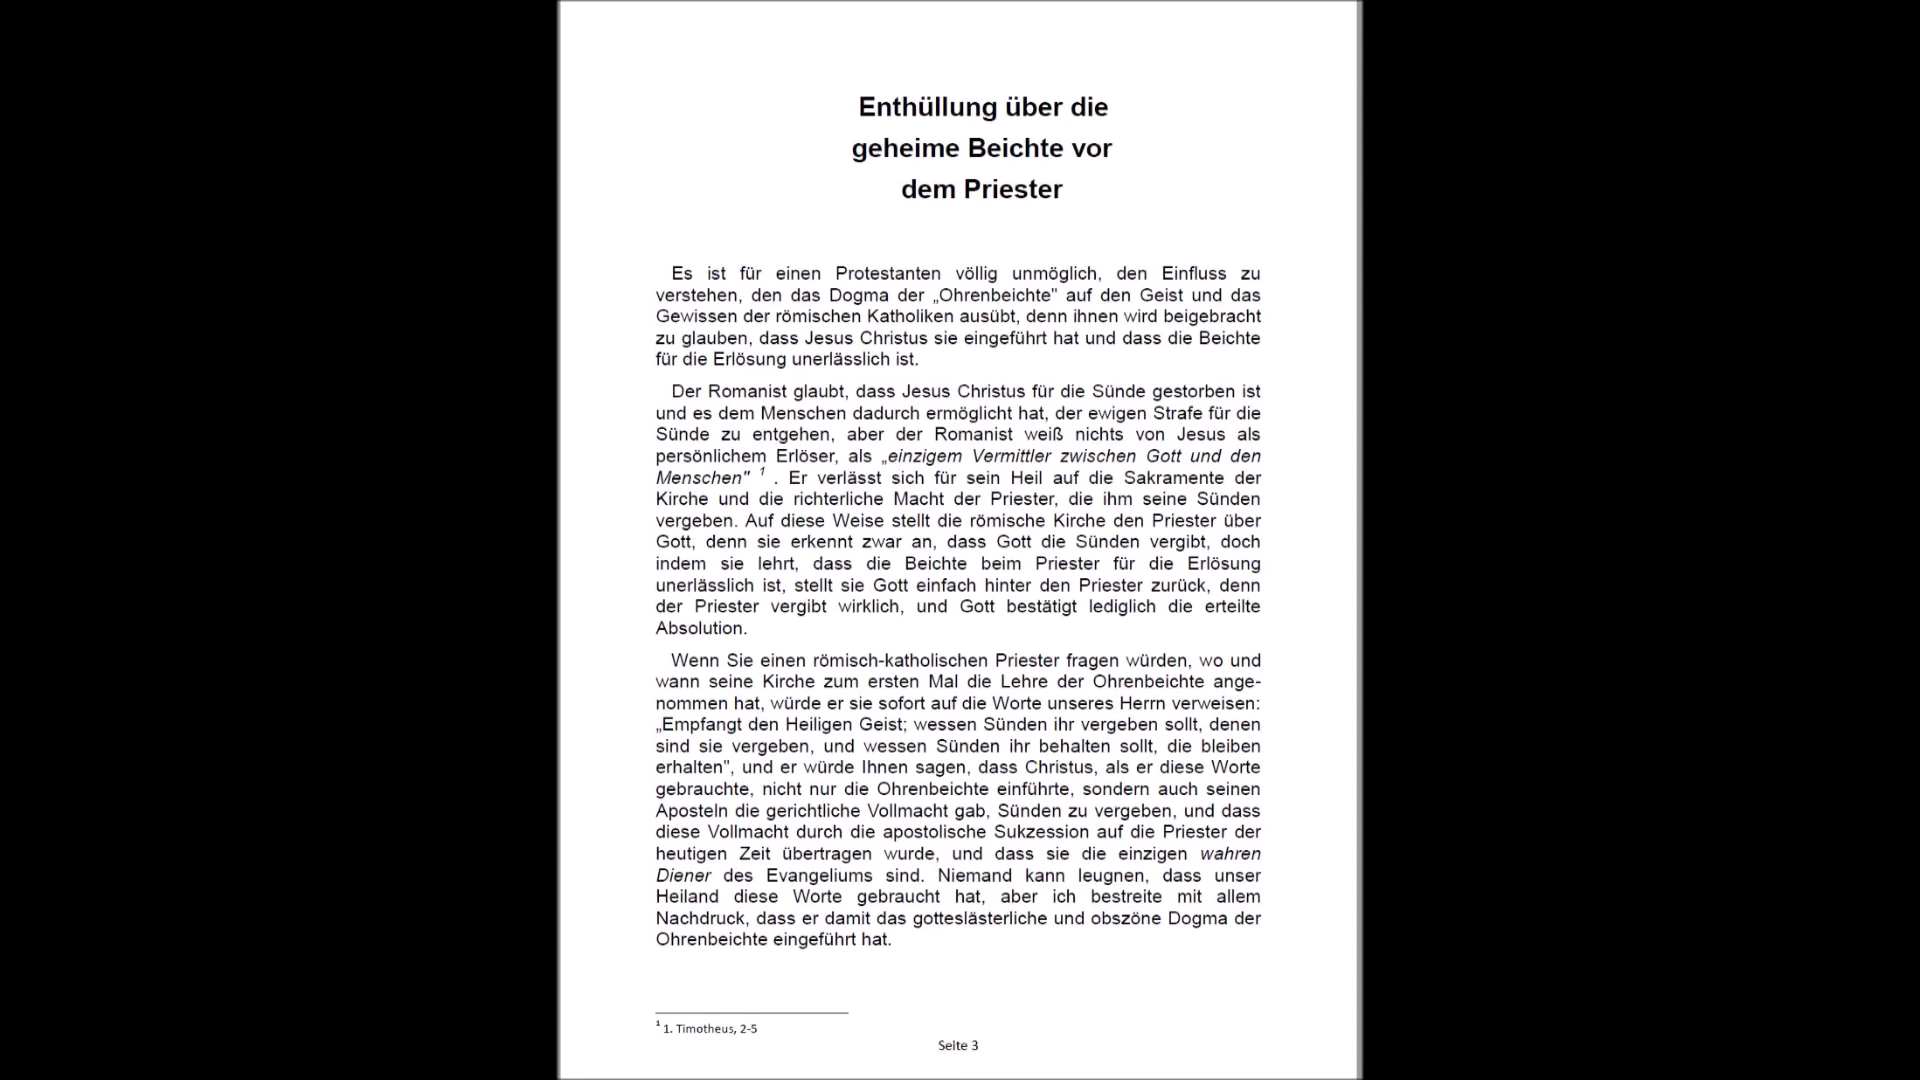 Enthüllung über die
geheime Beichte vor
dem Priester
Es ist für einen Protestanten völlig unmöglich, den Einfluss zu
verstehen, den das Dogma der „Ohrenbeichte" auf den Geist und das
Gewissen der römischen Katholiken ausübt, denn ihnen wird beigebracht
zu glauben, dass Jesus Christus sie eingeführt hat und dass die Beichte
für die Erlösung unerlässlich ist.
Der Romanist glaubt, dass Jesus Christus für die Sünde gestorben ist
und es dem Menschen dadurch ermöglicht hat, der ewigen Strafe für die
Sünde zu entgehen, aber der Romanist weiß nichts von Jesus als
persönlichem Erlöser, als „einzigem Vermittler zwischen Gott und den
Menschen" 1 . Er verlässt sich für sein Heil auf die Sakramente der
Kirche und die richterliche Macht der Priester, die ihm seine Sünden
vergeben. Auf diese Weise stellt die römische Kirche den Priester über
Gott, denn sie erkennt zwar an, dass Gott die Sünden vergibt, doch
indem sie lehrt, dass die Beichte beim Priester für die Erlösung
unerlässlich ist, stellt sie Gott einfach hinter den Priester zurück, denn
der Priester vergibt wirklich, und Gott bestätigt lediglich die erteilte
Absolution.
Wenn Sie einen römisch-katholischen Priester fragen würden, wo und
wann seine Kirche zum ersten Mal die Lehre der Ohrenbeichte ange-
nommen hat, würde er sie sofort auf die Worte unseres Herrn verweisen:
„Empfangt den Heiligen Geist; wessen Sünden ihr vergeben sollt, denen
sind sie vergeben, und wessen Sünden ihr behalten sollt, die bleiben
erhalten", und er würde Ihnen sagen, dass Christus, als er diese Worte
gebrauchte, nicht nur die Ohrenbeichte einführte, sondern auch seinen
Aposteln die gerichtliche Vollmacht gab, Sünden zu vergeben, und dass
diese Vollmacht durch die apostolische Sukzession auf die Priester der
heutigen Zeit übertragen wurde, und dass sie die einzigen wahren
Diener des Evangeliums sind. Niemand kann leugnen, dass unser
Heiland diese Worte gebraucht hat, aber ich bestreite mit allem
Nachdruck, dass er damit das gotteslästerliche und obszöne Dogma der
Ohrenbeichte eingeführt hat.
1 1. Timotheus, 2-5
Seite 3